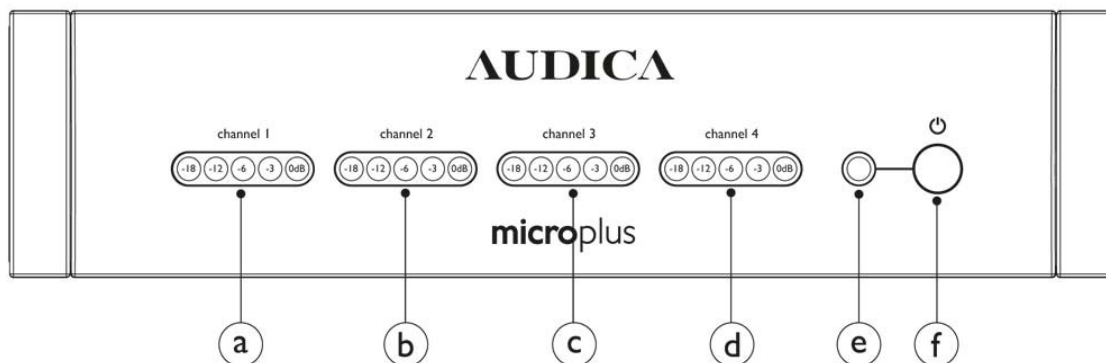 AUDICA
channel 1 channel 2 channel 3 channel 4
-18 -12 -6 -3 0dB -18 -12 -6 -3 0dB -18 -12 -6 -3 0dB -18 -12 -6 -3 0dB
microplus
a b c d e f